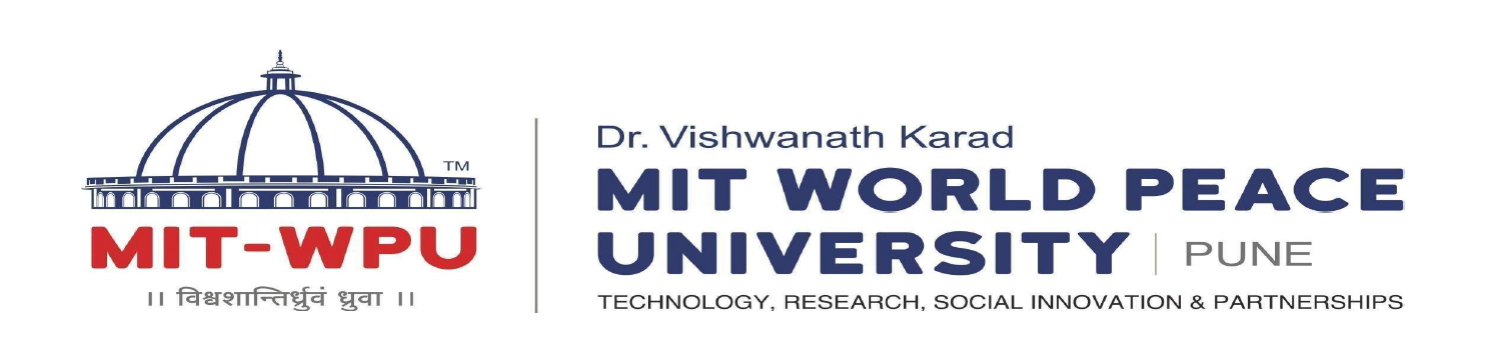 TM
MIT-WPU
।। विश्वशान्तिर्ध्रुवं ध्रुवा ।।
Dr. Vishwanath Karad
MIT WORLD PEACE
UNIVERSITY | PUNE
TECHNOLOGY, RESEARCH, SOCIAL INNOVATION & PARTNERSHIPS